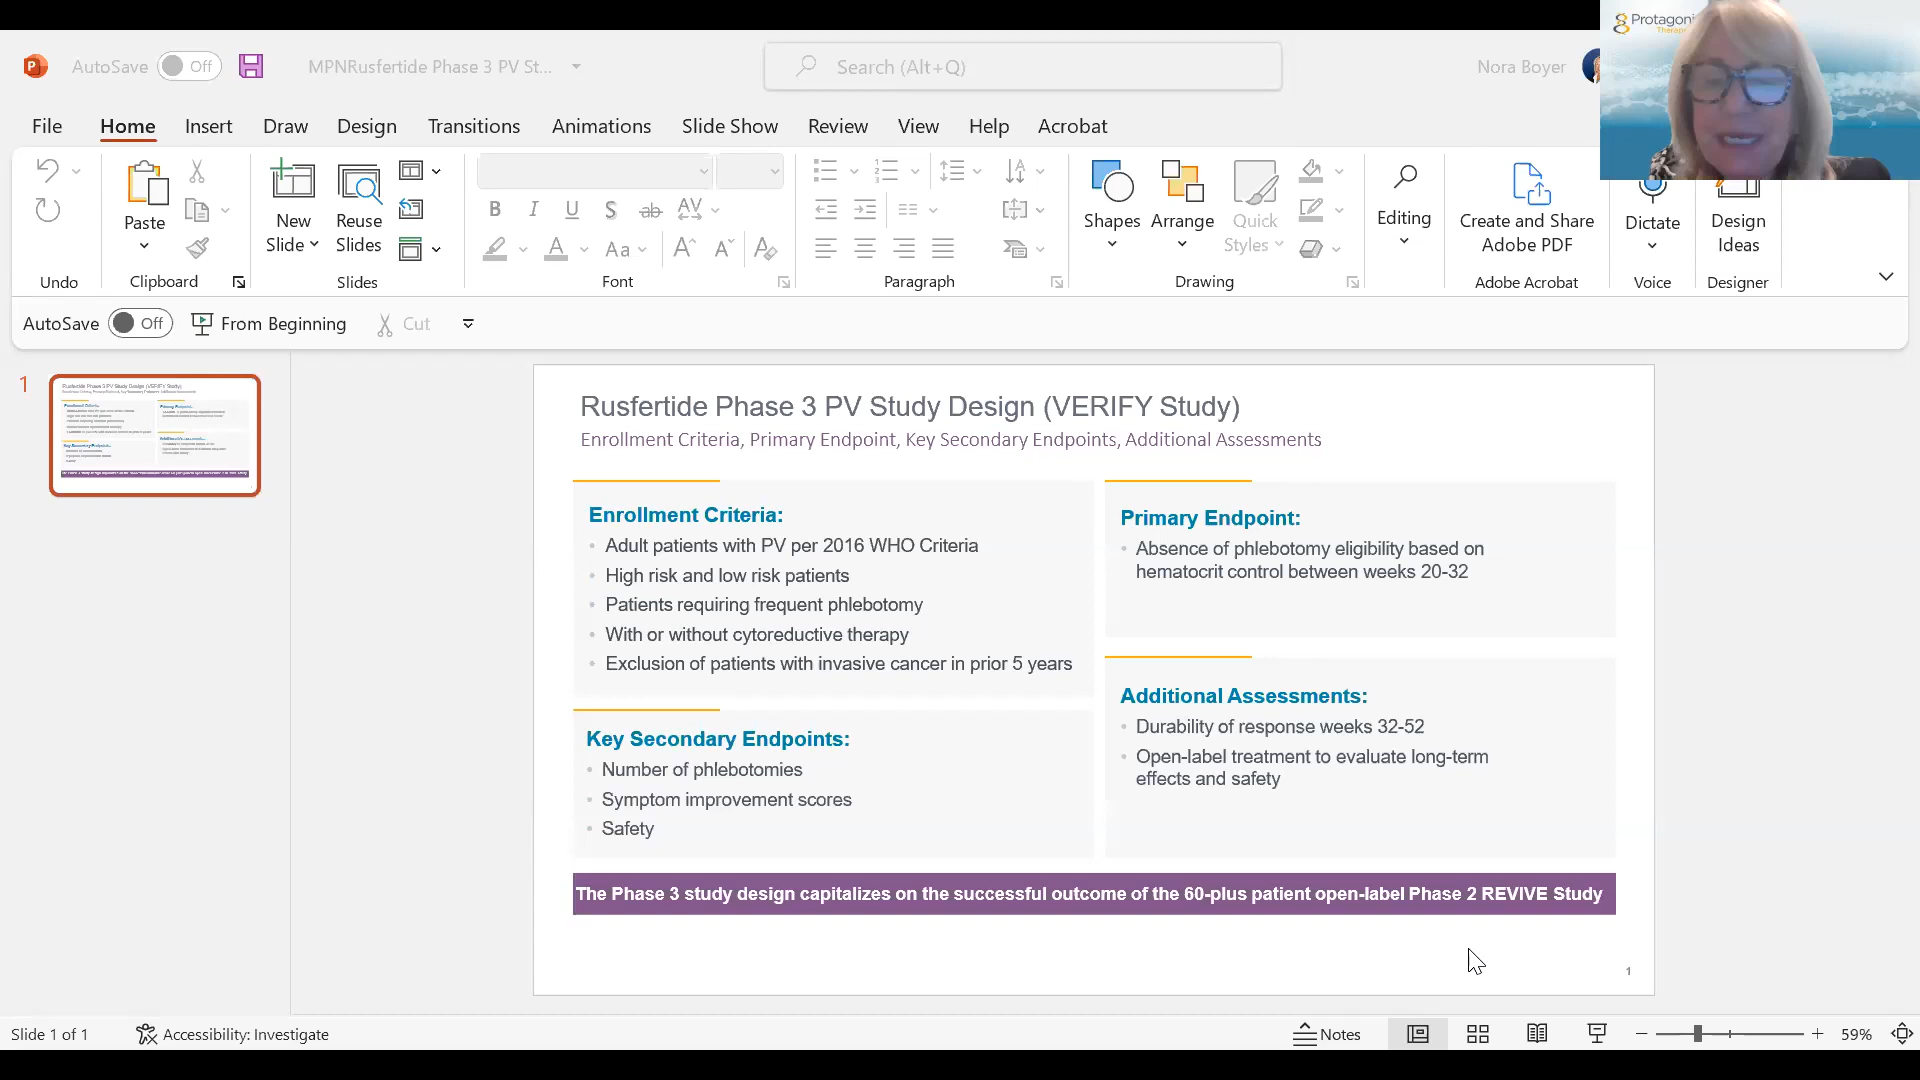 AutoSave
Off
MPNRusfertide Phase 3 PV St...
Search (Alt+Q)
Nora Boyer
File
Home
Insert
Draw
Design
Transitions
Animations
Slide Show
Review
View
Help
Acrobat
Paste
New
Slide
Reuse
Slides
Shapes
Arrange
Quick
Styles
Editing
Create and Share
Adobe PDF
Dictate
Design
Ideas
Undo
Clipboard
Slides
Font
Paragraph
Drawing
Adobe Acrobat
Voice
Designer
AutoSave
Off
From Beginning
Cut
1
Rusfertide Phase 3 PV Study Design (VERIFY Study)
Enrollment Criteria, Primary Endpoint, Key Secondary Endpoints, Additional Assessments
Enrollment Criteria:
• Adult patients with PV per 2016 WHO Criteria
• High risk and low risk patients
• Patients requiring frequent phlebotomy
• With or without cytoreductive therapy
• Exclusion of patients with invasive cancer in prior 5 years
Key Secondary Endpoints:
• Number of phlebotomies
• Symptom improvement scores
• Safety
Primary Endpoint:
• Absence of phlebotomy eligibility based on
hematocrit control between weeks 20-32
Additional Assessments:
• Durability of response weeks 32-52
• Open-label treatment to evaluate long-term
effects and safety
The Phase 3 study design capitalizes on the successful outcome of the 60-plus patient open-label Phase 2 REVIVE Study
1
Slide 1 of 1
Accessibility: Investigate
Notes
59%